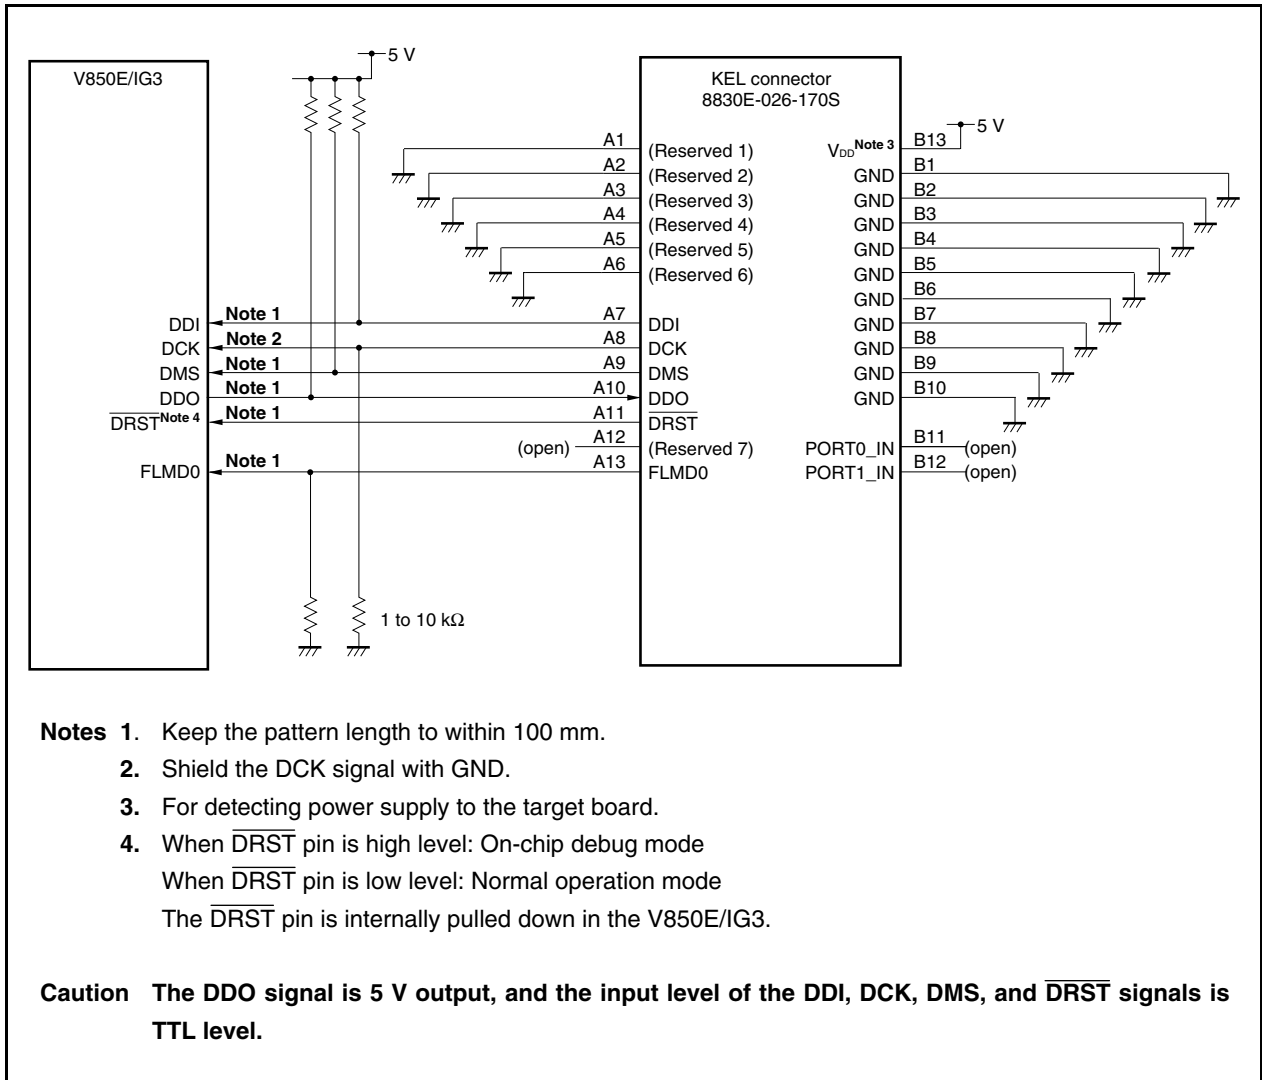 5 V
V850E/IG3
KEL connector
8830E-026-170S
5 V
A1 (Reserved 1) VDD Note 3 B13
A2 (Reserved 2) GND B1
A3 (Reserved 3) GND B2
A4 (Reserved 4) GND B3
A5 (Reserved 5) GND B4
A6 (Reserved 6) GND B5
GND B6
DDI Note 1 A7 DDI GND B7
DCK Note 2 A8 DCK GND B8
DMS Note 1 A9 DMS GND B9
DDO Note 1 A10 DDO GND B10
DRST Note 4 Note 1 A11 DRST
(open) A12 (Reserved 7) PORT0_IN B11 (open)
FLMD0 Note 1 A13 FLMD0 PORT1_IN B12 (open)
1 to 10 kΩ
Notes 1. Keep the pattern length to within 100 mm.
2. Shield the DCK signal with GND.
3. For detecting power supply to the target board.
4. When DRST pin is high level: On-chip debug mode
When DRST pin is low level: Normal operation mode
The DRST pin is internally pulled down in the V850E/IG3.
Caution The DDO signal is 5 V output, and the input level of the DDI, DCK, DMS, and DRST signals is
TTL level.